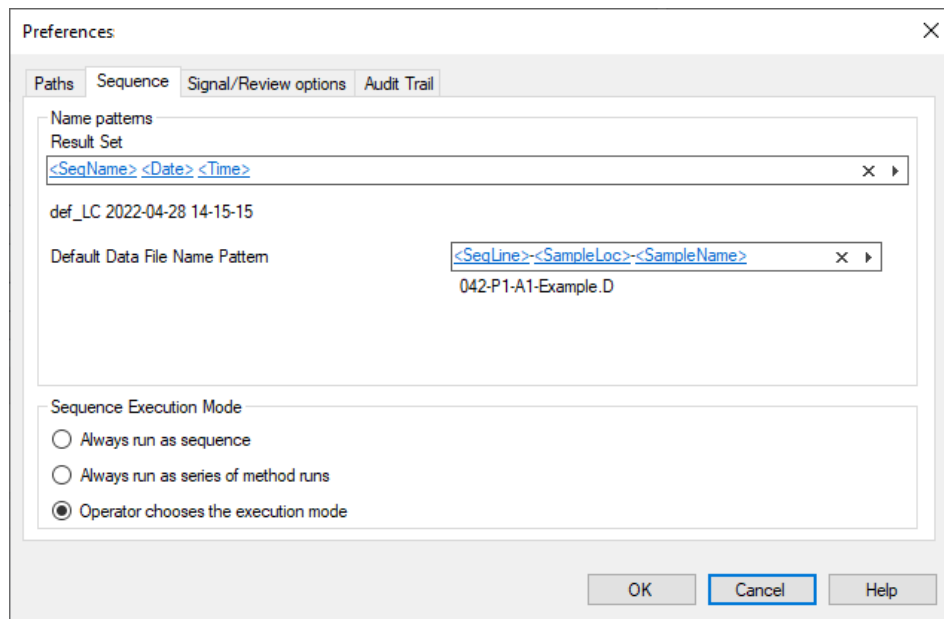 Preferences
Paths Sequence Signal/Review options Audit Trail
Name patterns
Result Set
<SeqName> <Date> <Time>
def_LC 2022-04-28 14-15-15
Default Data File Name Pattern <SeqLine>-<SampleLoc>-<SampleName>
042-P1-A1-Example.D
Sequence Execution Mode
Always run as sequence
Always run as series of method runs
Operator chooses the execution mode
OK Cancel Help